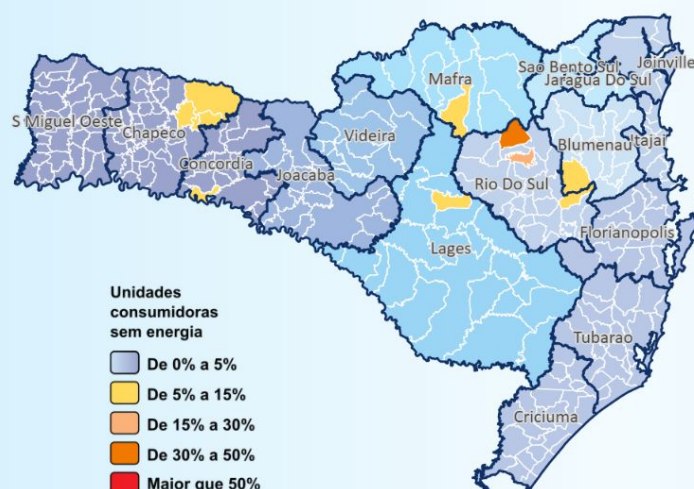 Joinville
Sao Bento Sul
Mafra
Jaragua Do Sul
S Miguel Oeste
Chapeco
Videira
Blumenau
Itajai
Concordia
Joacaba
Rio Do Sul
Florianopolis
Lages
Tubarao
Criciuma
Unidades
consumidoras
sem energia
De 0% a 5%
De 5% a 15%
De 15% a 30%
De 30% a 50%
Maior que 50%